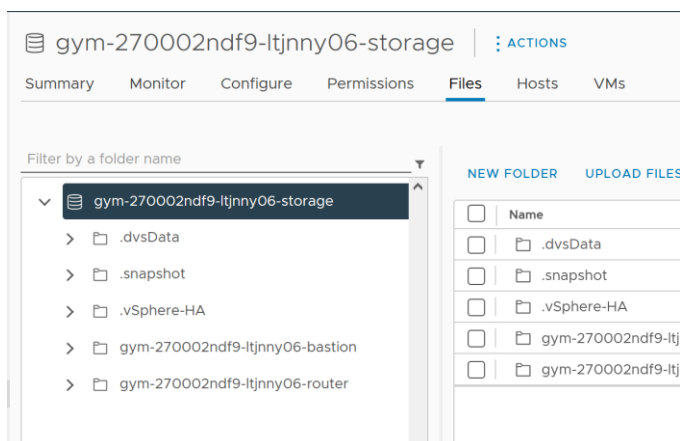 gym-270002ndf9-ltjnny06-storage ACTIONS
Summary Monitor Configure Permissions Files Hosts VMs
Filter by a folder name
gym-270002ndf9-ltjnny06-storage
.dvsData
.snapshot
.vSphere-HA
gym-270002ndf9-ltjnny06-bastion
gym-270002ndf9-ltjnny06-router
NEW FOLDER UPLOAD FILES
Name
.dvsData
.snapshot
.vSphere-HA
gym-270002ndf9-ltj
gym-270002ndf9-ltj